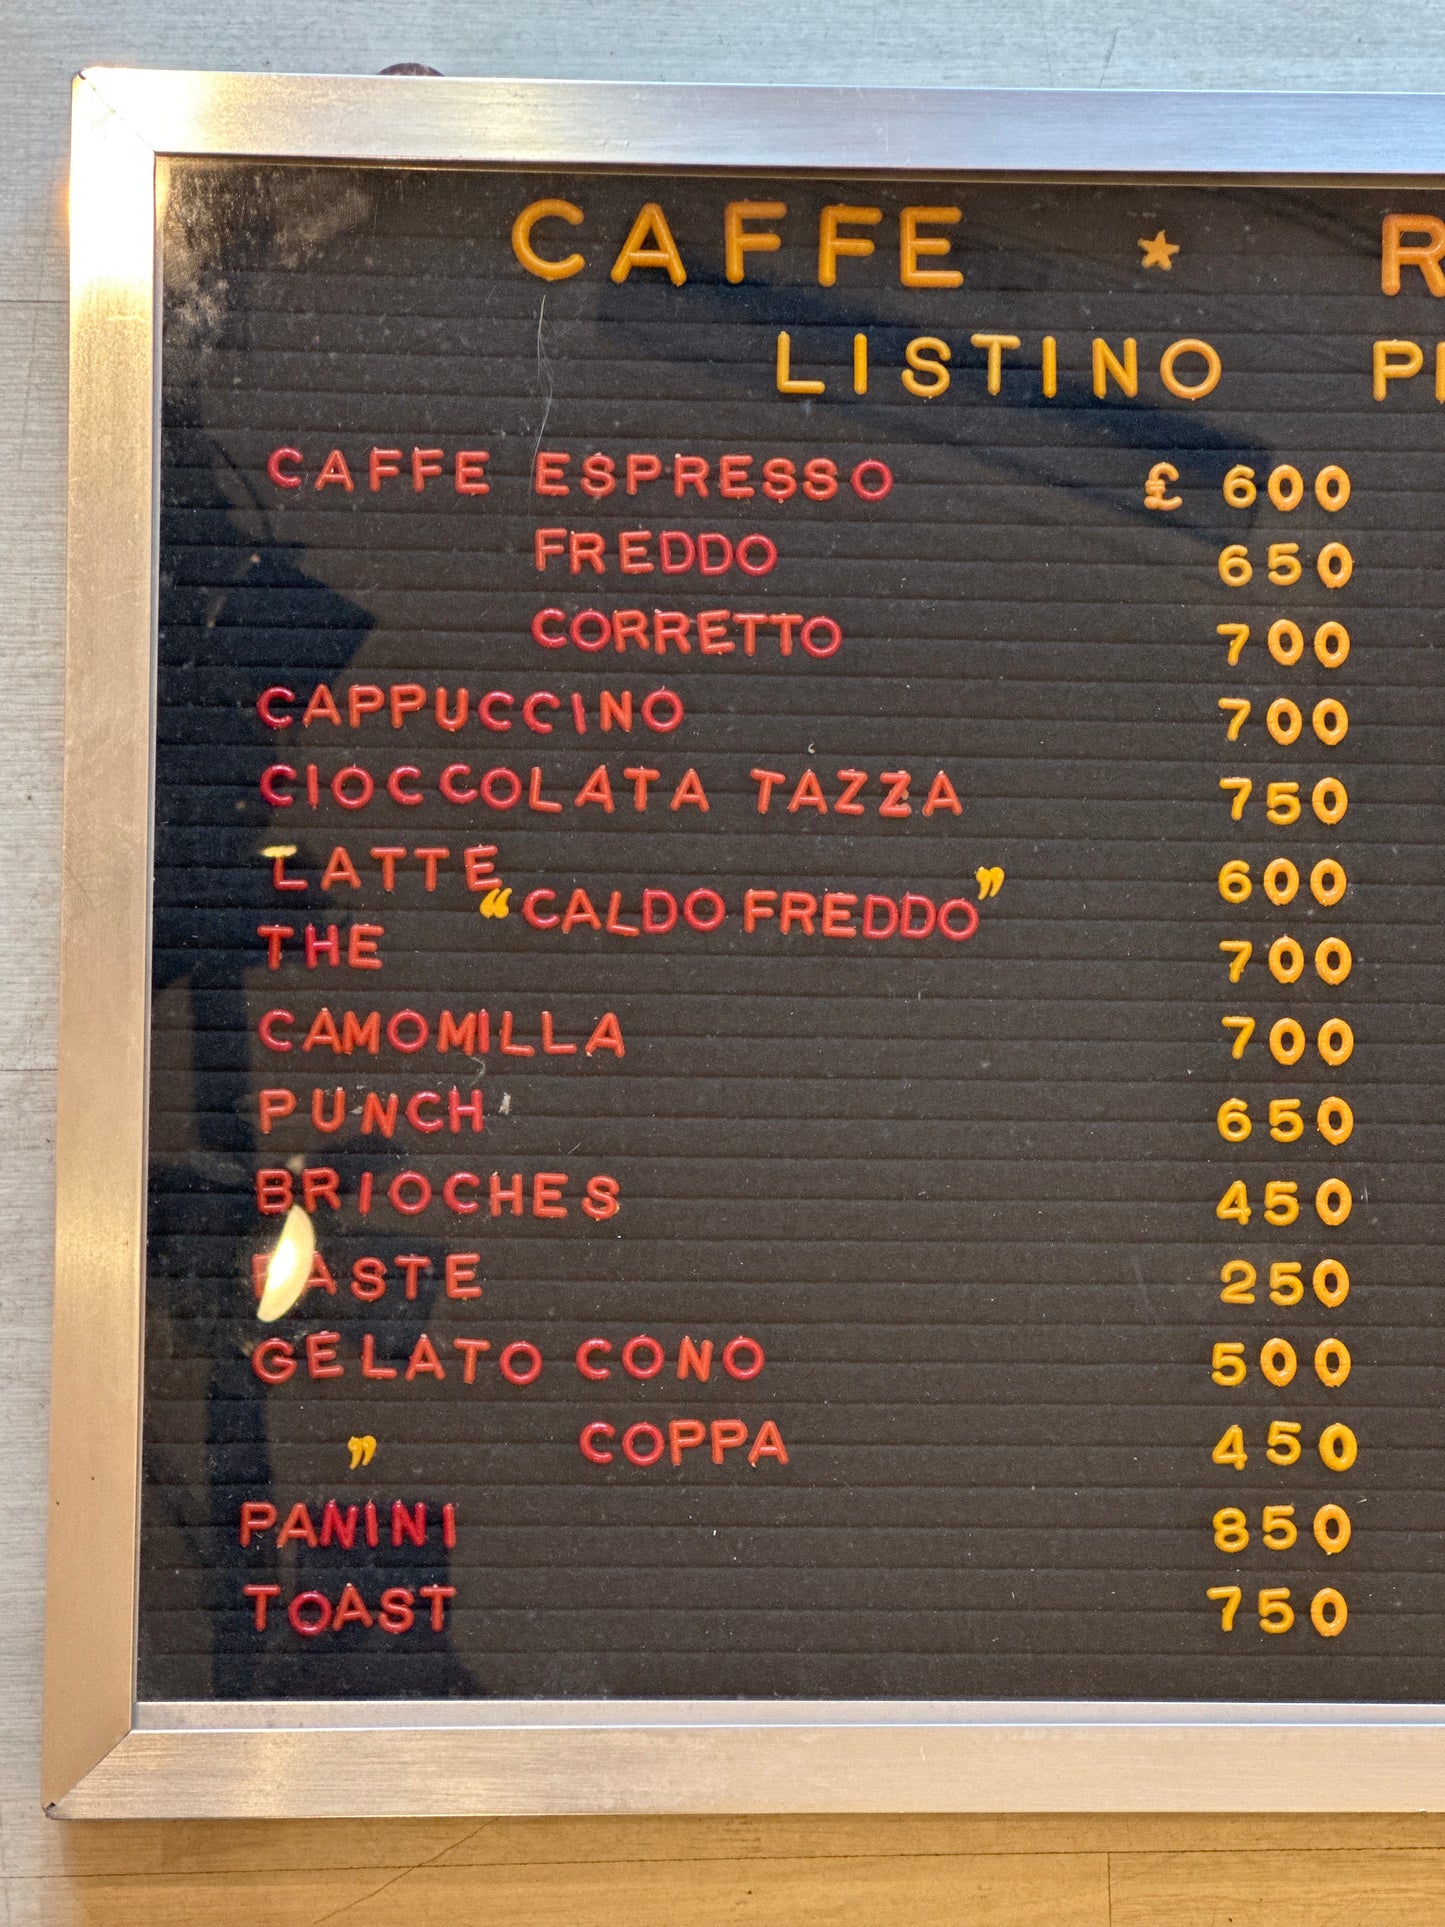 CAFFE ★ R
LISTINO
CAFFE ESPRESSO £ 600
FREDDO 650
CORRETTO 700
CAPPUCCINO 700
CIOCCOLATA TAZZA 750
LATTE 600
“CALDO FREDDO”
THE 700
CAMOMILLA 700
PUNCH 650
BRIOCHES 450
PASTE 250
GELATO CONO 500
” COPPA 450
PANINI 850
TOAST 750